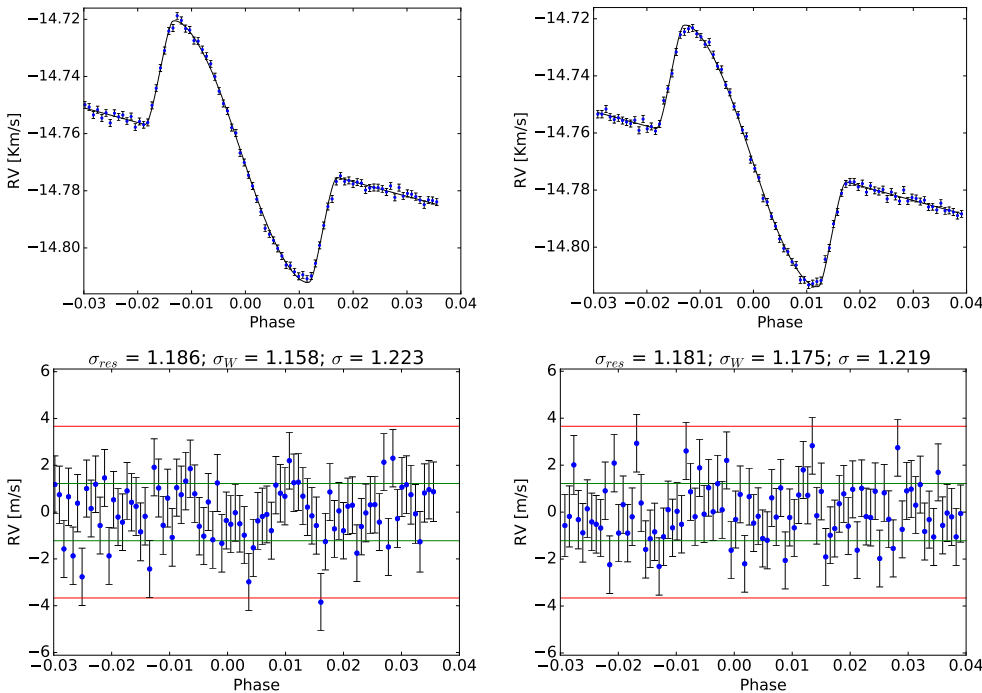 −14.72
−14.74
−14.76
−14.78
−14.80
RV [Km/s]
−0.03 −0.02 −0.01 0.00 0.01 0.02 0.03 0.04
Phase
−14.72
−14.74
−14.76
−14.78
−14.80
RV [Km/s]
−0.03 −0.02 −0.01 0.00 0.01 0.02 0.03 0.04
Phase
σres = 1.186; σW = 1.158; σ = 1.223
6
4
2
0
−2
−4
−6
RV [m/s]
−0.03 −0.02 −0.01 0.00 0.01 0.02 0.03 0.04
Phase
σres = 1.181; σW = 1.175; σ = 1.219
6
4
2
0
−2
−4
−6
RV [m/s]
−0.03 −0.02 −0.01 0.00 0.01 0.02 0.03 0.04
Phase